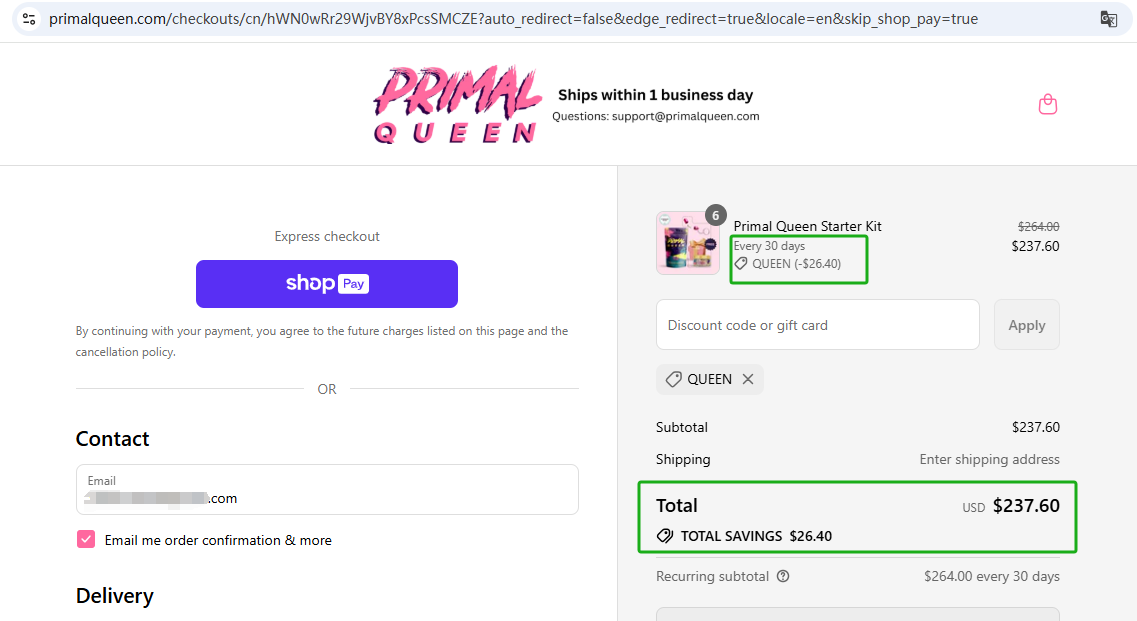 primalqueen.com/checkouts/cn/hWN0wRr29WjvBY8xPcsSMCZE?auto_redirect=false&edge_redirect=true&locale=en&skip_shop_pay=true
PRIMAL
QUEEN
Ships within 1 business day
Questions: support@primalqueen.com
Express checkout
shop Pay
By continuing with your payment, you agree to the future charges listed on this page and the
cancellation policy.
OR
Contact
Email
.com
Email me order confirmation & more
Delivery
6
Primal Queen Starter Kit
$264.00
Every 30 days
$237.60
QUEEN (-$26.40)
Discount code or gift card
Apply
QUEEN
Subtotal
$237.60
Shipping
Enter shipping address
Total
USD $237.60
TOTAL SAVINGS $26.40
Recurring subtotal
$264.00 every 30 days